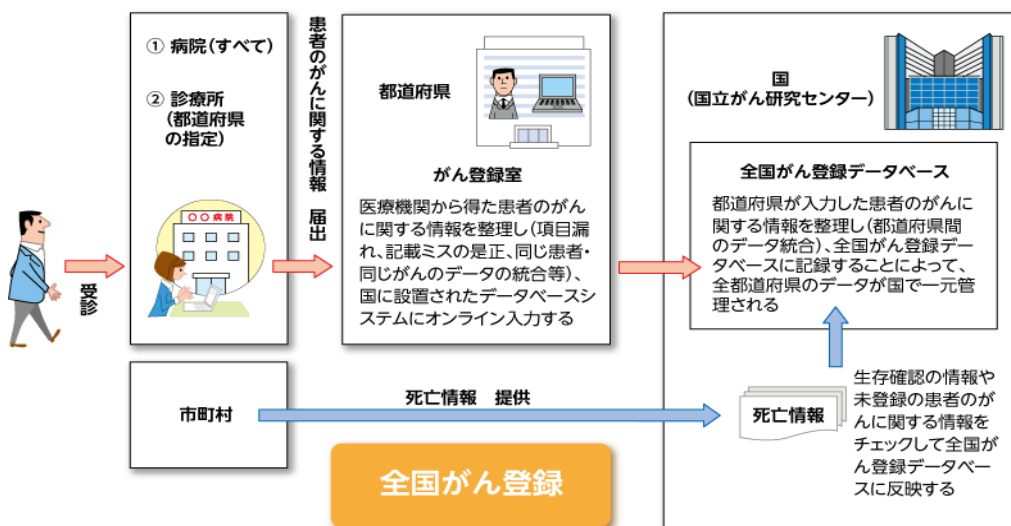 ① 病院(すべて)
② 診療所
(都道府県
の指定)
〇〇病院
受診
患者のがんに関する情報 届出
都道府県
がん登録室
医療機関から得た患者のがん
に関する情報を整理し(項目漏
れ、記載ミスの是正、同じ患者・
同じがんのデータの統合等)、
国に設置されたデータベースシ
ステムにオンライン入力する
国
(国立がん研究センター)
全国がん登録データベース
都道府県が入力した患者のがんに
関する情報を整理し(都道府県間
のデータ統合)、全国がん登録デー
タベースに記録することによって、
全都道府県のデータが国で一元管
理される
市町村
死亡情報 提供
死亡情報
生存確認の情報や
未登録の患者のが
んに関する情報を
チェックして全国が
ん登録データベー
スに反映する
全国がん登録